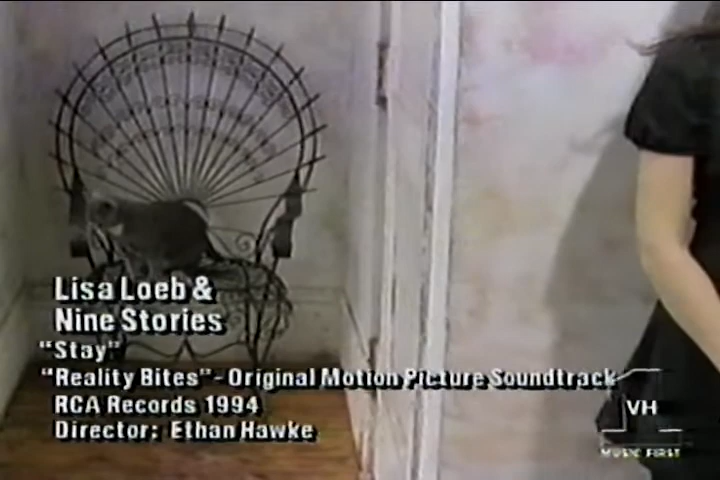 Lisa Loeb &
Nine Stories
"Stay"
"Reality Bites"-Original Motion Picture Soundtrack
RCA Records 1994
Director: Ethan Hawke
VH
MUSIC FIRST